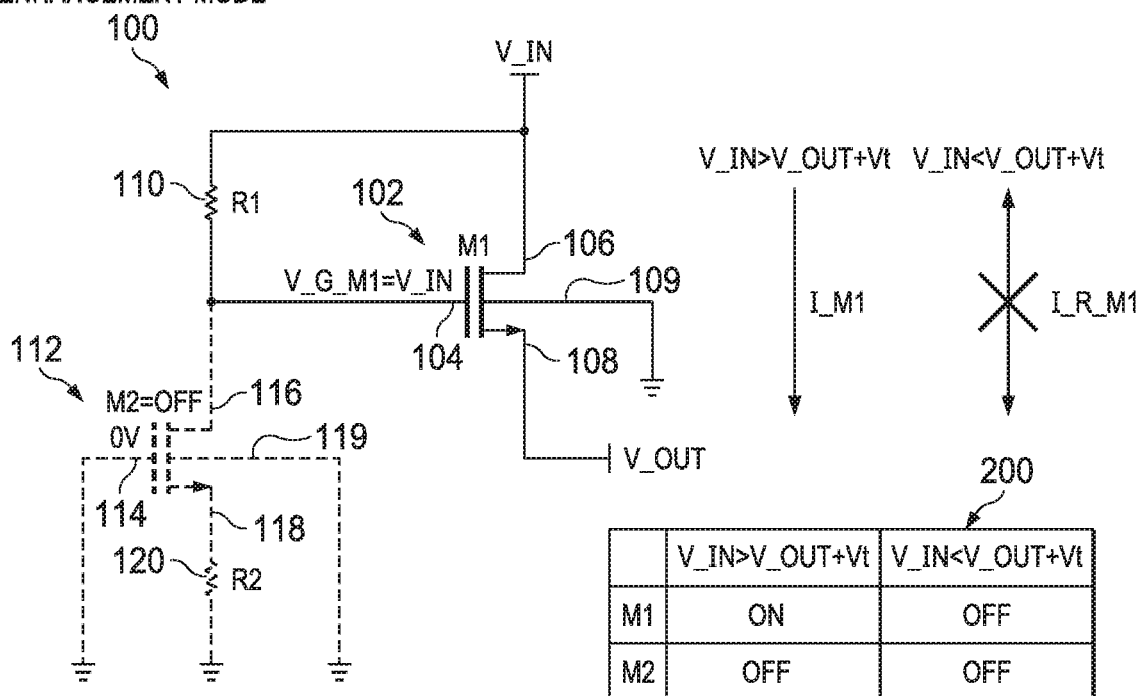 100
V_IN
V_IN>V_OUT+Vt V_IN<V_OUT+Vt
110
R1
102
M1
106
V_G_M1=V_IN
109
I_M1
I_R_M1
104
108
112
M2=OFF
116
0V
119
V_OUT
114
118
200
120
R2
V_IN>V_OUT+Vt V_IN<V_OUT+Vt
M1 ON OFF
M2 OFF OFF